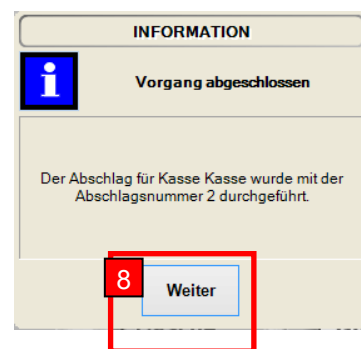 INFORMATION
i
Vorgang abgeschlossen
Der Abschlag für Kasse Kasse wurde mit der
Abschlagsnummer 2 durchgeführt.
8
Weiter